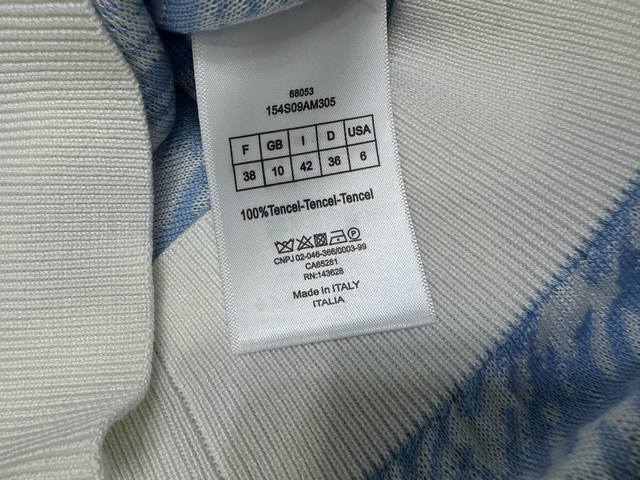 68053
154S09AM305
F GB I D USA
38 10 42 36 6
100%Tencel-Tencel-Tencel
CNPJ 02-046-366/0003-99
CA65281
RN:143628
Made in ITALY
ITALIA